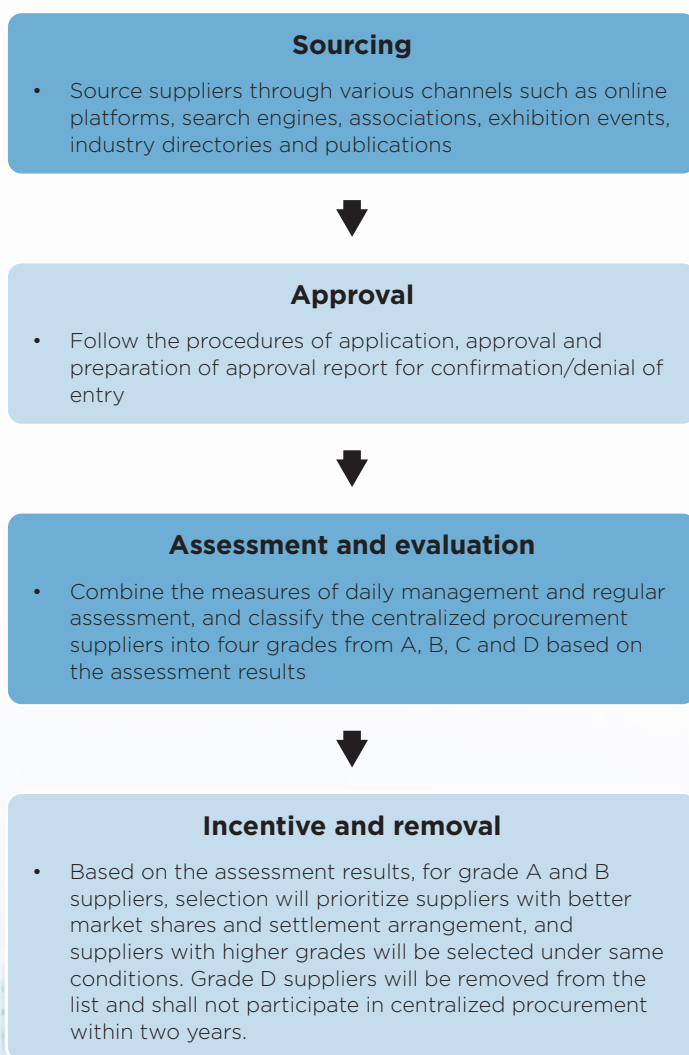 Sourcing
• Source suppliers through various channels such as online
platforms, search engines, associations, exhibition events,
industry directories and publications
Approval
• Follow the procedures of application, approval and
preparation of approval report for confirmation/denial of
entry
Assessment and evaluation
• Combine the measures of daily management and regular
assessment, and classify the centralized procurement
suppliers into four grades from A, B, C and D based on
the assessment results
Incentive and removal
• Based on the assessment results, for grade A and B
suppliers, selection will prioritize suppliers with better
market shares and settlement arrangement, and
suppliers with higher grades will be selected under same
conditions. Grade D suppliers will be removed from the
list and shall not participate in centralized procurement
within two years.